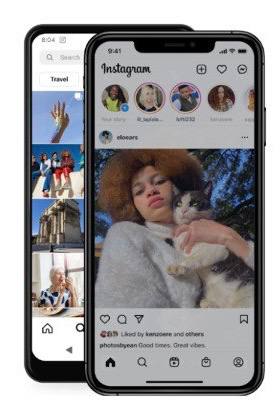 8:04
Search
Travel
9:41
Instagram
Your story
lofti232
kenzoere
eloears
Liked by kenzoere and others
photosbyean Good times. Great vibes.